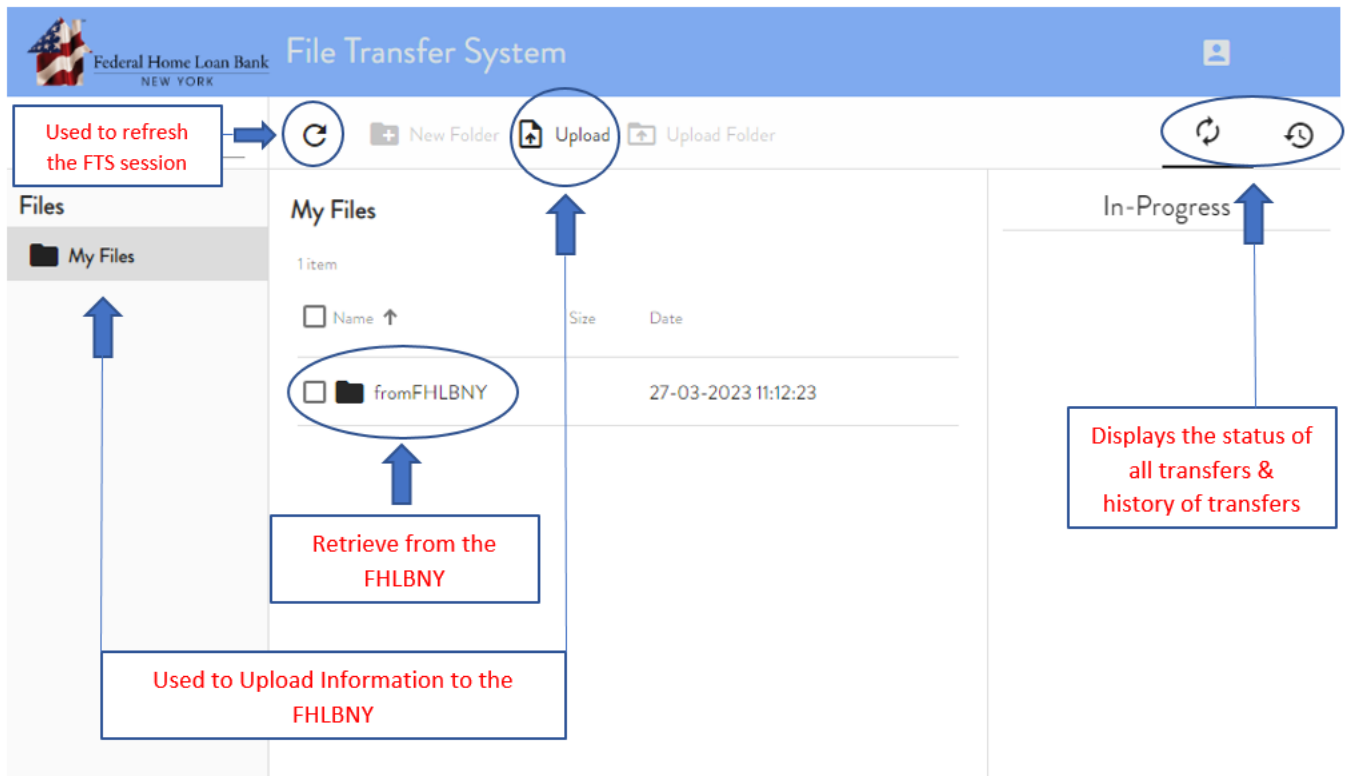 Federal Home Loan Bank
NEW YORK
File Transfer System
Used to refresh
the FTS session
New Folder
Upload
Upload Folder
Files
My Files
My Files
1 item
Name
Size
Date
fromFHLBNY
27-03-2023 11:12:23
In-Progress
Displays the status of
all transfers &
history of transfers
Retrieve from the
FHLBNY
Used to Upload Information to the
FHLBNY